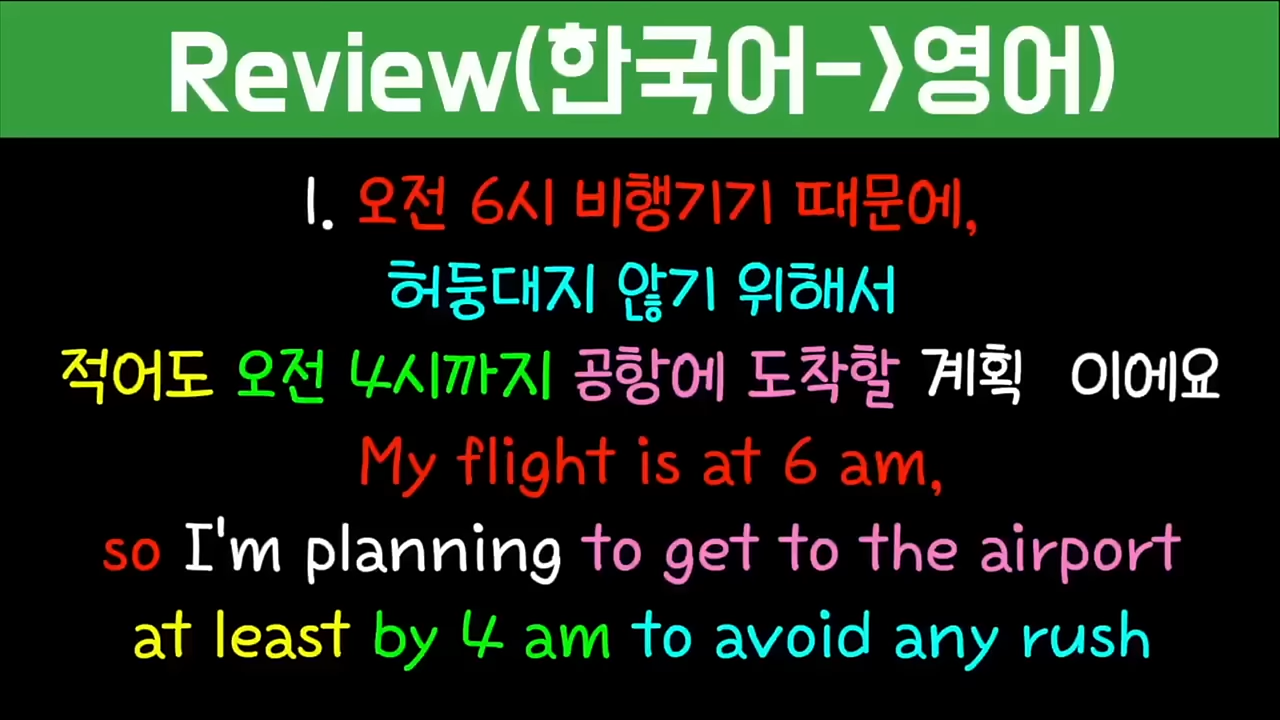 Review(한국어->영어)
1. 오전 6시 비행기기 때문에,
허둥대지 않기 위해서
적어도 오전 4시까지 공항에 도착할 계획 이에요
My flight is at 6 am,
so I'm planning to get to the airport
at least by 4 am to avoid any rush